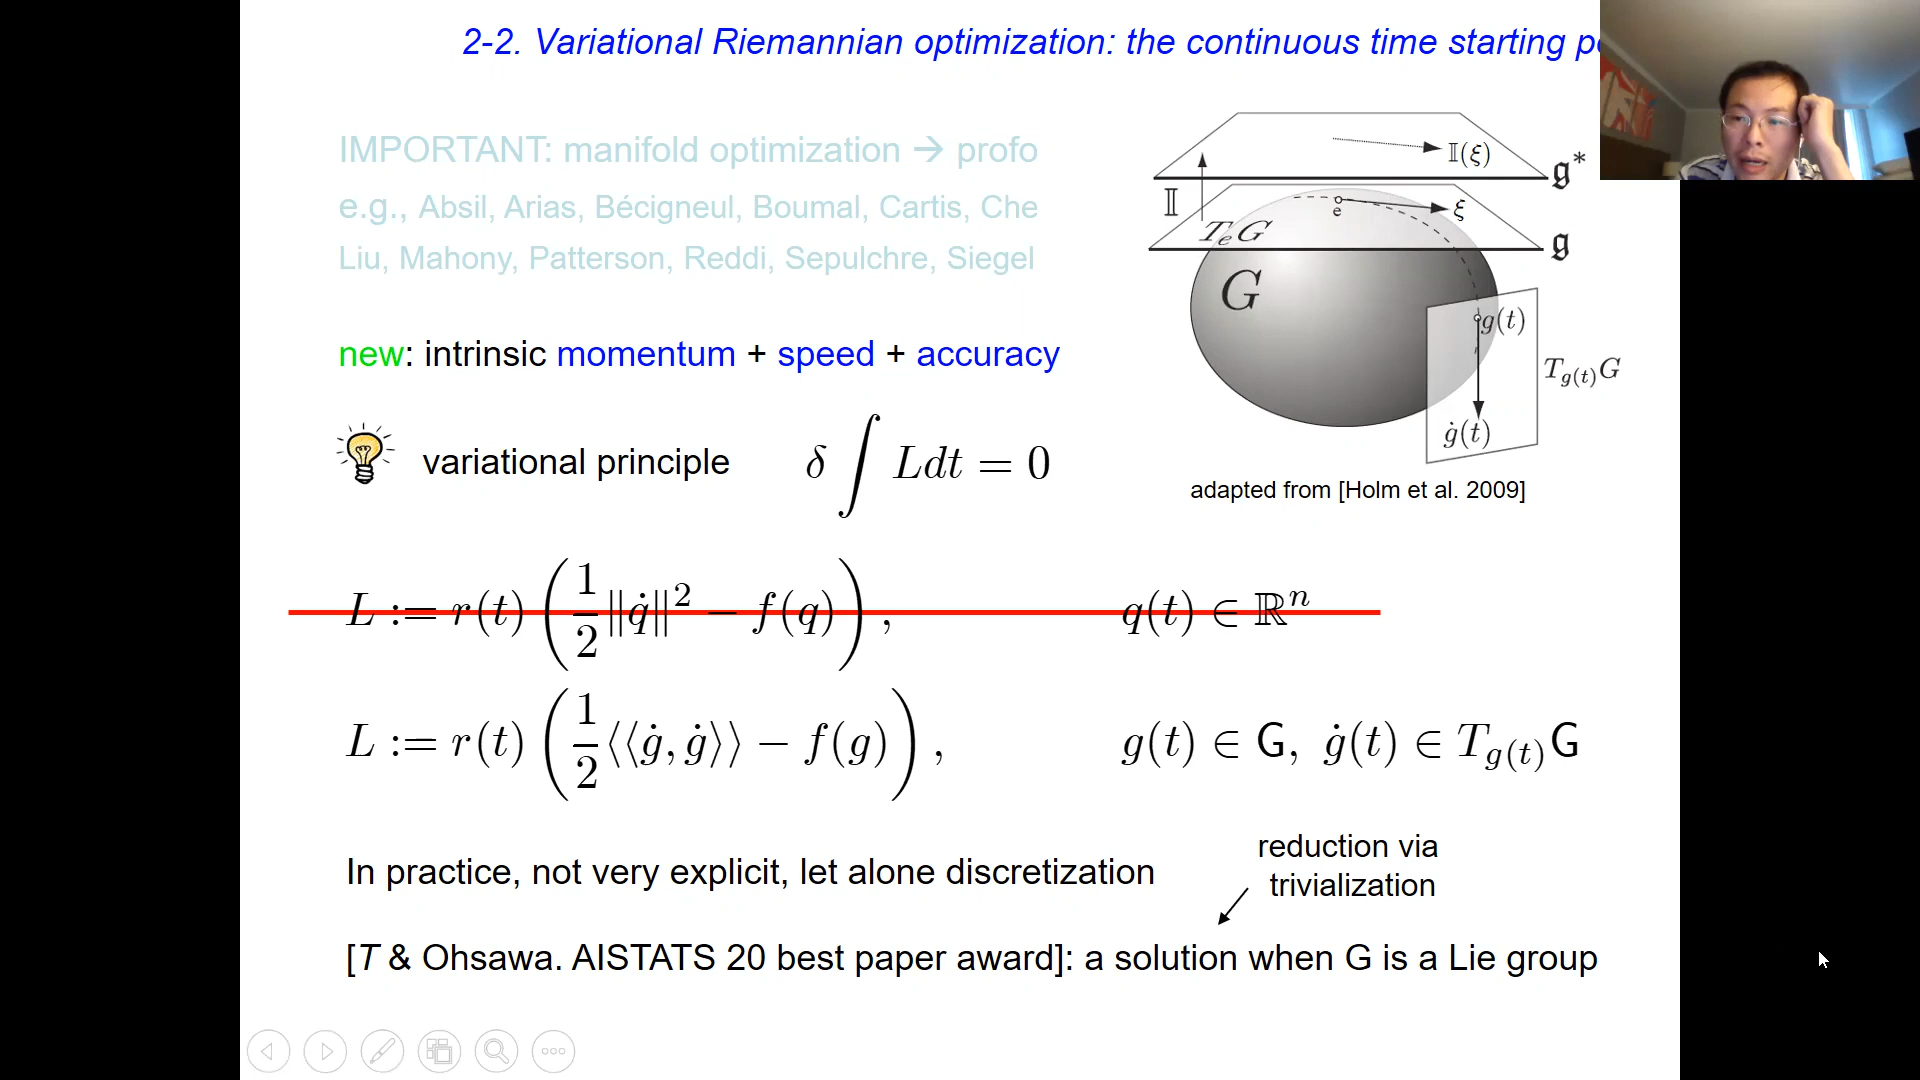 2-2. Variational Riemannian optimization: the continuous time starting
IMPORTANT: manifold optimization → profo
e.g., Absil, Arias, Bécigneul, Boumal, Cartis, Che
Liu, Mahony, Patterson, Reddi, Sepulchre, Siegel
new: intrinsic momentum + speed + accuracy
variational principle δ∫Ldt = 0
𝕀(ξ)
𝔤*
𝕀
e
ξ
T_eG
𝔤
G
g(t)
T_{g(t)}G
ġ(t)
adapted from [Holm et al. 2009]
L := r(t) (1/2 ‖q̇‖² − f(q)), q(t) ∈ ℝⁿ
L := r(t) (1/2 ⟨⟨ġ, ġ⟩⟩ − f(g)), g(t) ∈ G, ġ(t) ∈ T_{g(t)}G
In practice, not very explicit, let alone discretization
reduction via
trivialization
[T & Ohsawa. AISTATS 20 best paper award]: a solution when G is a Lie group